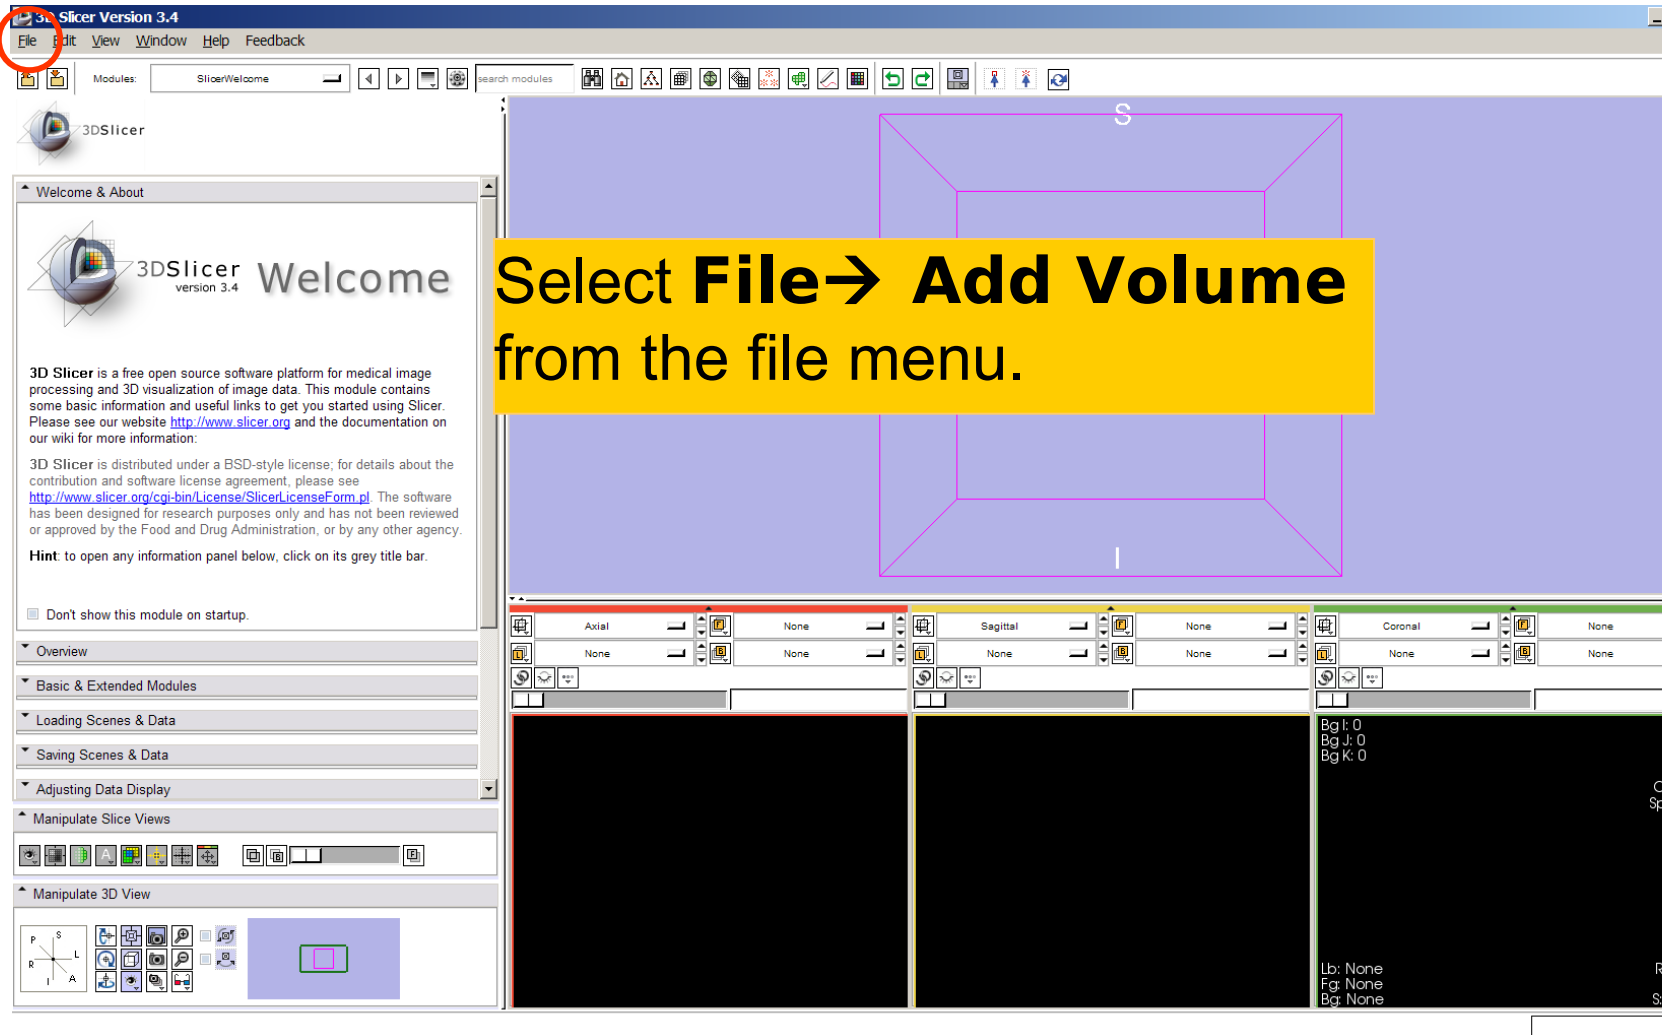 3D Slicer Version 3.4
File Edit View Window Help Feedback
Modules: SlicerWelcome search modules
3DSlicer
Welcome & About
3DSlicer
version 3.4
Welcome
3D Slicer is a free open source software platform for medical image
processing and 3D visualization of image data. This module contains
some basic information and useful links to get you started using Slicer.
Please see our website http://www.slicer.org and the documentation on
our wiki for more information:
3D Slicer is distributed under a BSD-style license; for details about the
contribution and software license agreement, please see
http://www.slicer.org/cgi-bin/License/SlicerLicenseForm.pl. The software
has been designed for research purposes only and has not been reviewed
or approved by the Food and Drug Administration, or by any other agency.
Hint: to open any information panel below, click on its grey title bar.
Don't show this module on startup.
Overview
Basic & Extended Modules
Loading Scenes & Data
Saving Scenes & Data
Adjusting Data Display
Manipulate Slice Views
A B F
Manipulate 3D View
P S
R L
I A
S
Select File→ Add Volume
from the file menu.
I
Axial F None
L None B None
Sagittal F None
L None B None
Coronal F None
L None B None
Bg I: 0
Bg J: 0
Bg K: 0
Sp
Lb: None R
Fg: None
Bg: None S: